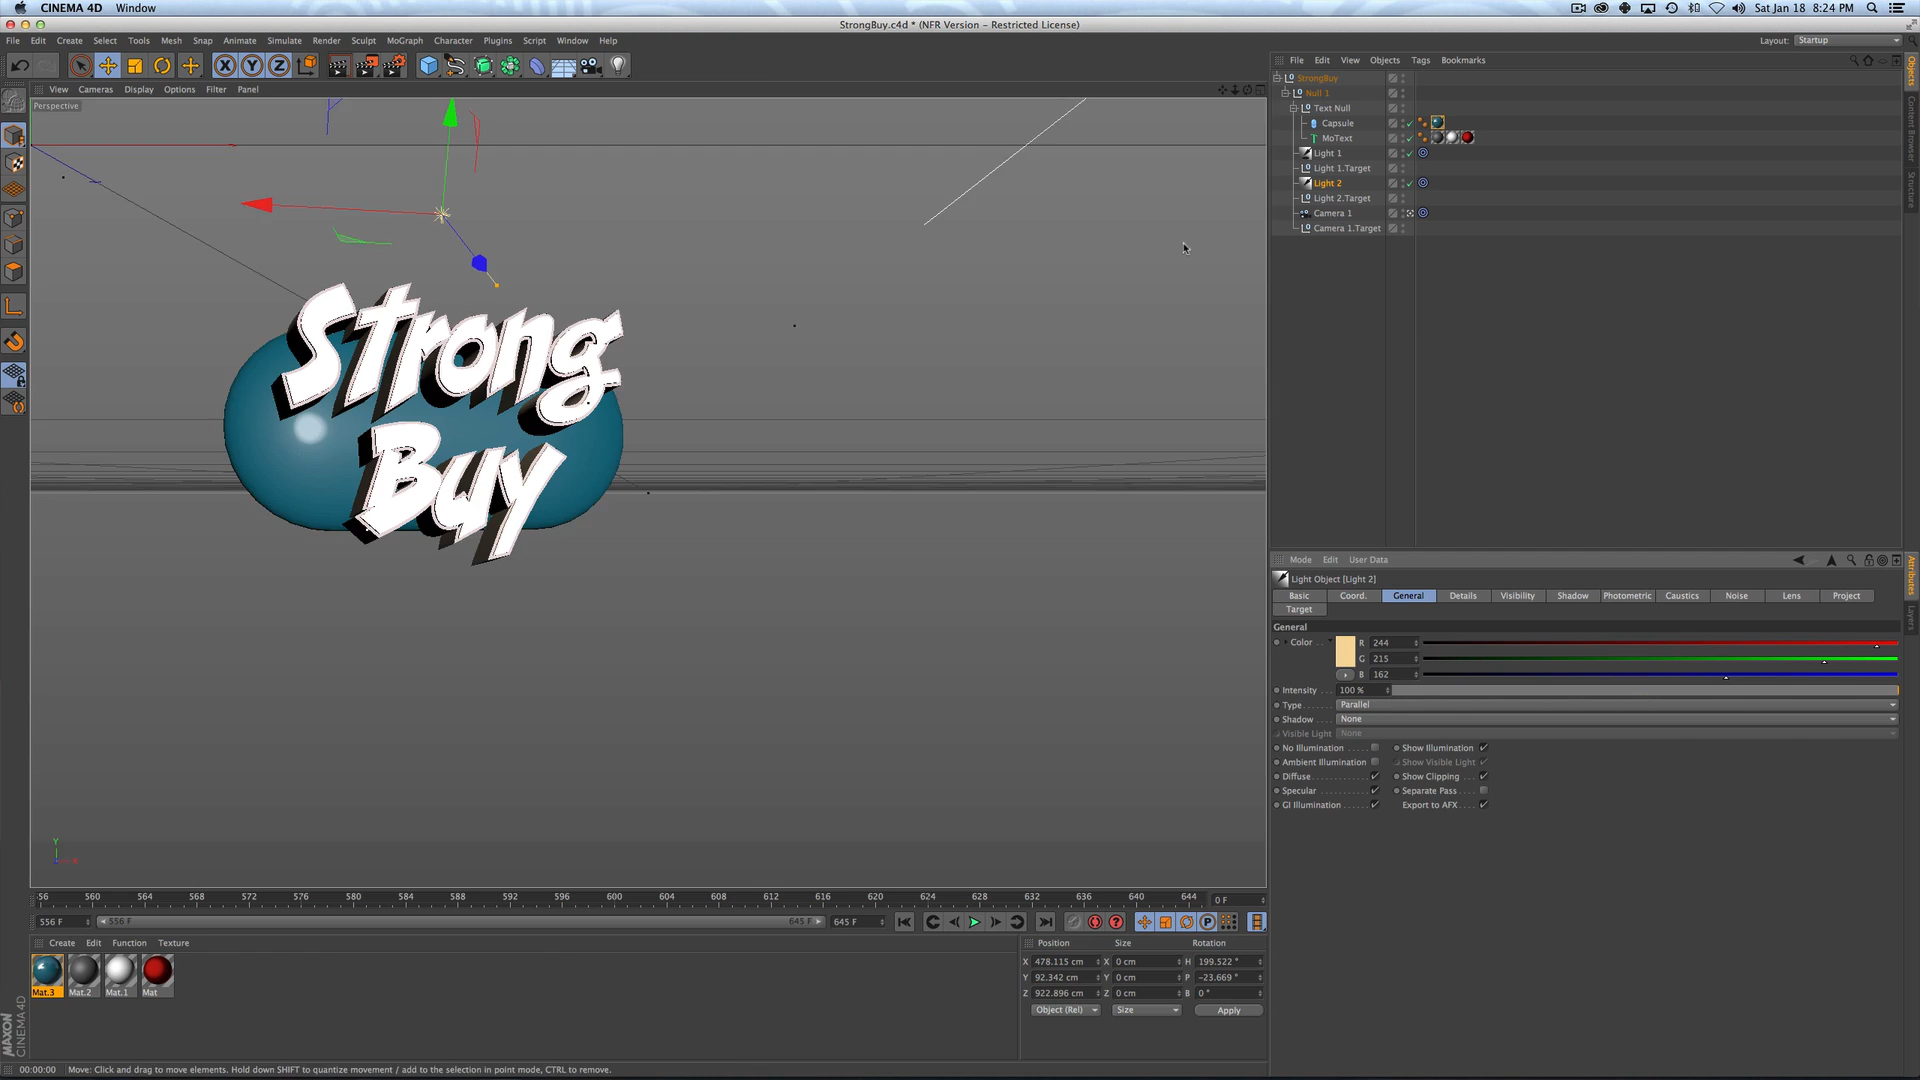 CINEMA 4D Window
Sat Jan 18 8:24 PM
StrongBuy.c4d * (NFR Version - Restricted License)
File Edit Create Select Tools Mesh Snap Animate Simulate Render Sculpt MoGraph Character Plugins Script Window Help
Layout: Startup
X Y Z
File Edit View Objects Tags Bookmarks
View Cameras Display Options Filter Panel
Perspective
StrongBuy
Null 1
Text Null
Capsule
MoText
Light 1
Light 1.Target
Light 2
Light 2.Target
Camera 1
Camera 1.Target
Objects
Content Browser
Structure
Strong
Buy
Y
X
Mode Edit User Data
Light Object [Light 2]
Basic Coord. General Details Visibility Shadow Photometric Caustics Noise Lens Project
Target
General
Color R 244
G 215
B 162
Intensity 100 %
Type Parallel
Shadow None
Visible Light None
No Illumination Show Illumination
Ambient Illumination Show Visible Light
Diffuse Show Clipping
Specular Separate Pass
GI Illumination Export to AFX
Attributes
Layers
56 560 564 568 572 576 580 584 588 592 596 600 604 608 612 616 620 624 628 632 636 640 644 0 F
556 F 556 F 645 F 645 F
Create Edit Function Texture
Mat.3 Mat.2 Mat.1 Mat
Position Size Rotation
X 478.115 cm X 0 cm H 199.522 °
Y 92.342 cm Y 0 cm P -23.669 °
Z 922.896 cm Z 0 cm B 0 °
Object (Rel) Size Apply
MAXON
CINEMA 4D
00:00:00 Move: Click and drag to move elements. Hold down SHIFT to quantize movement / add to the selection in point mode, CTRL to remove.